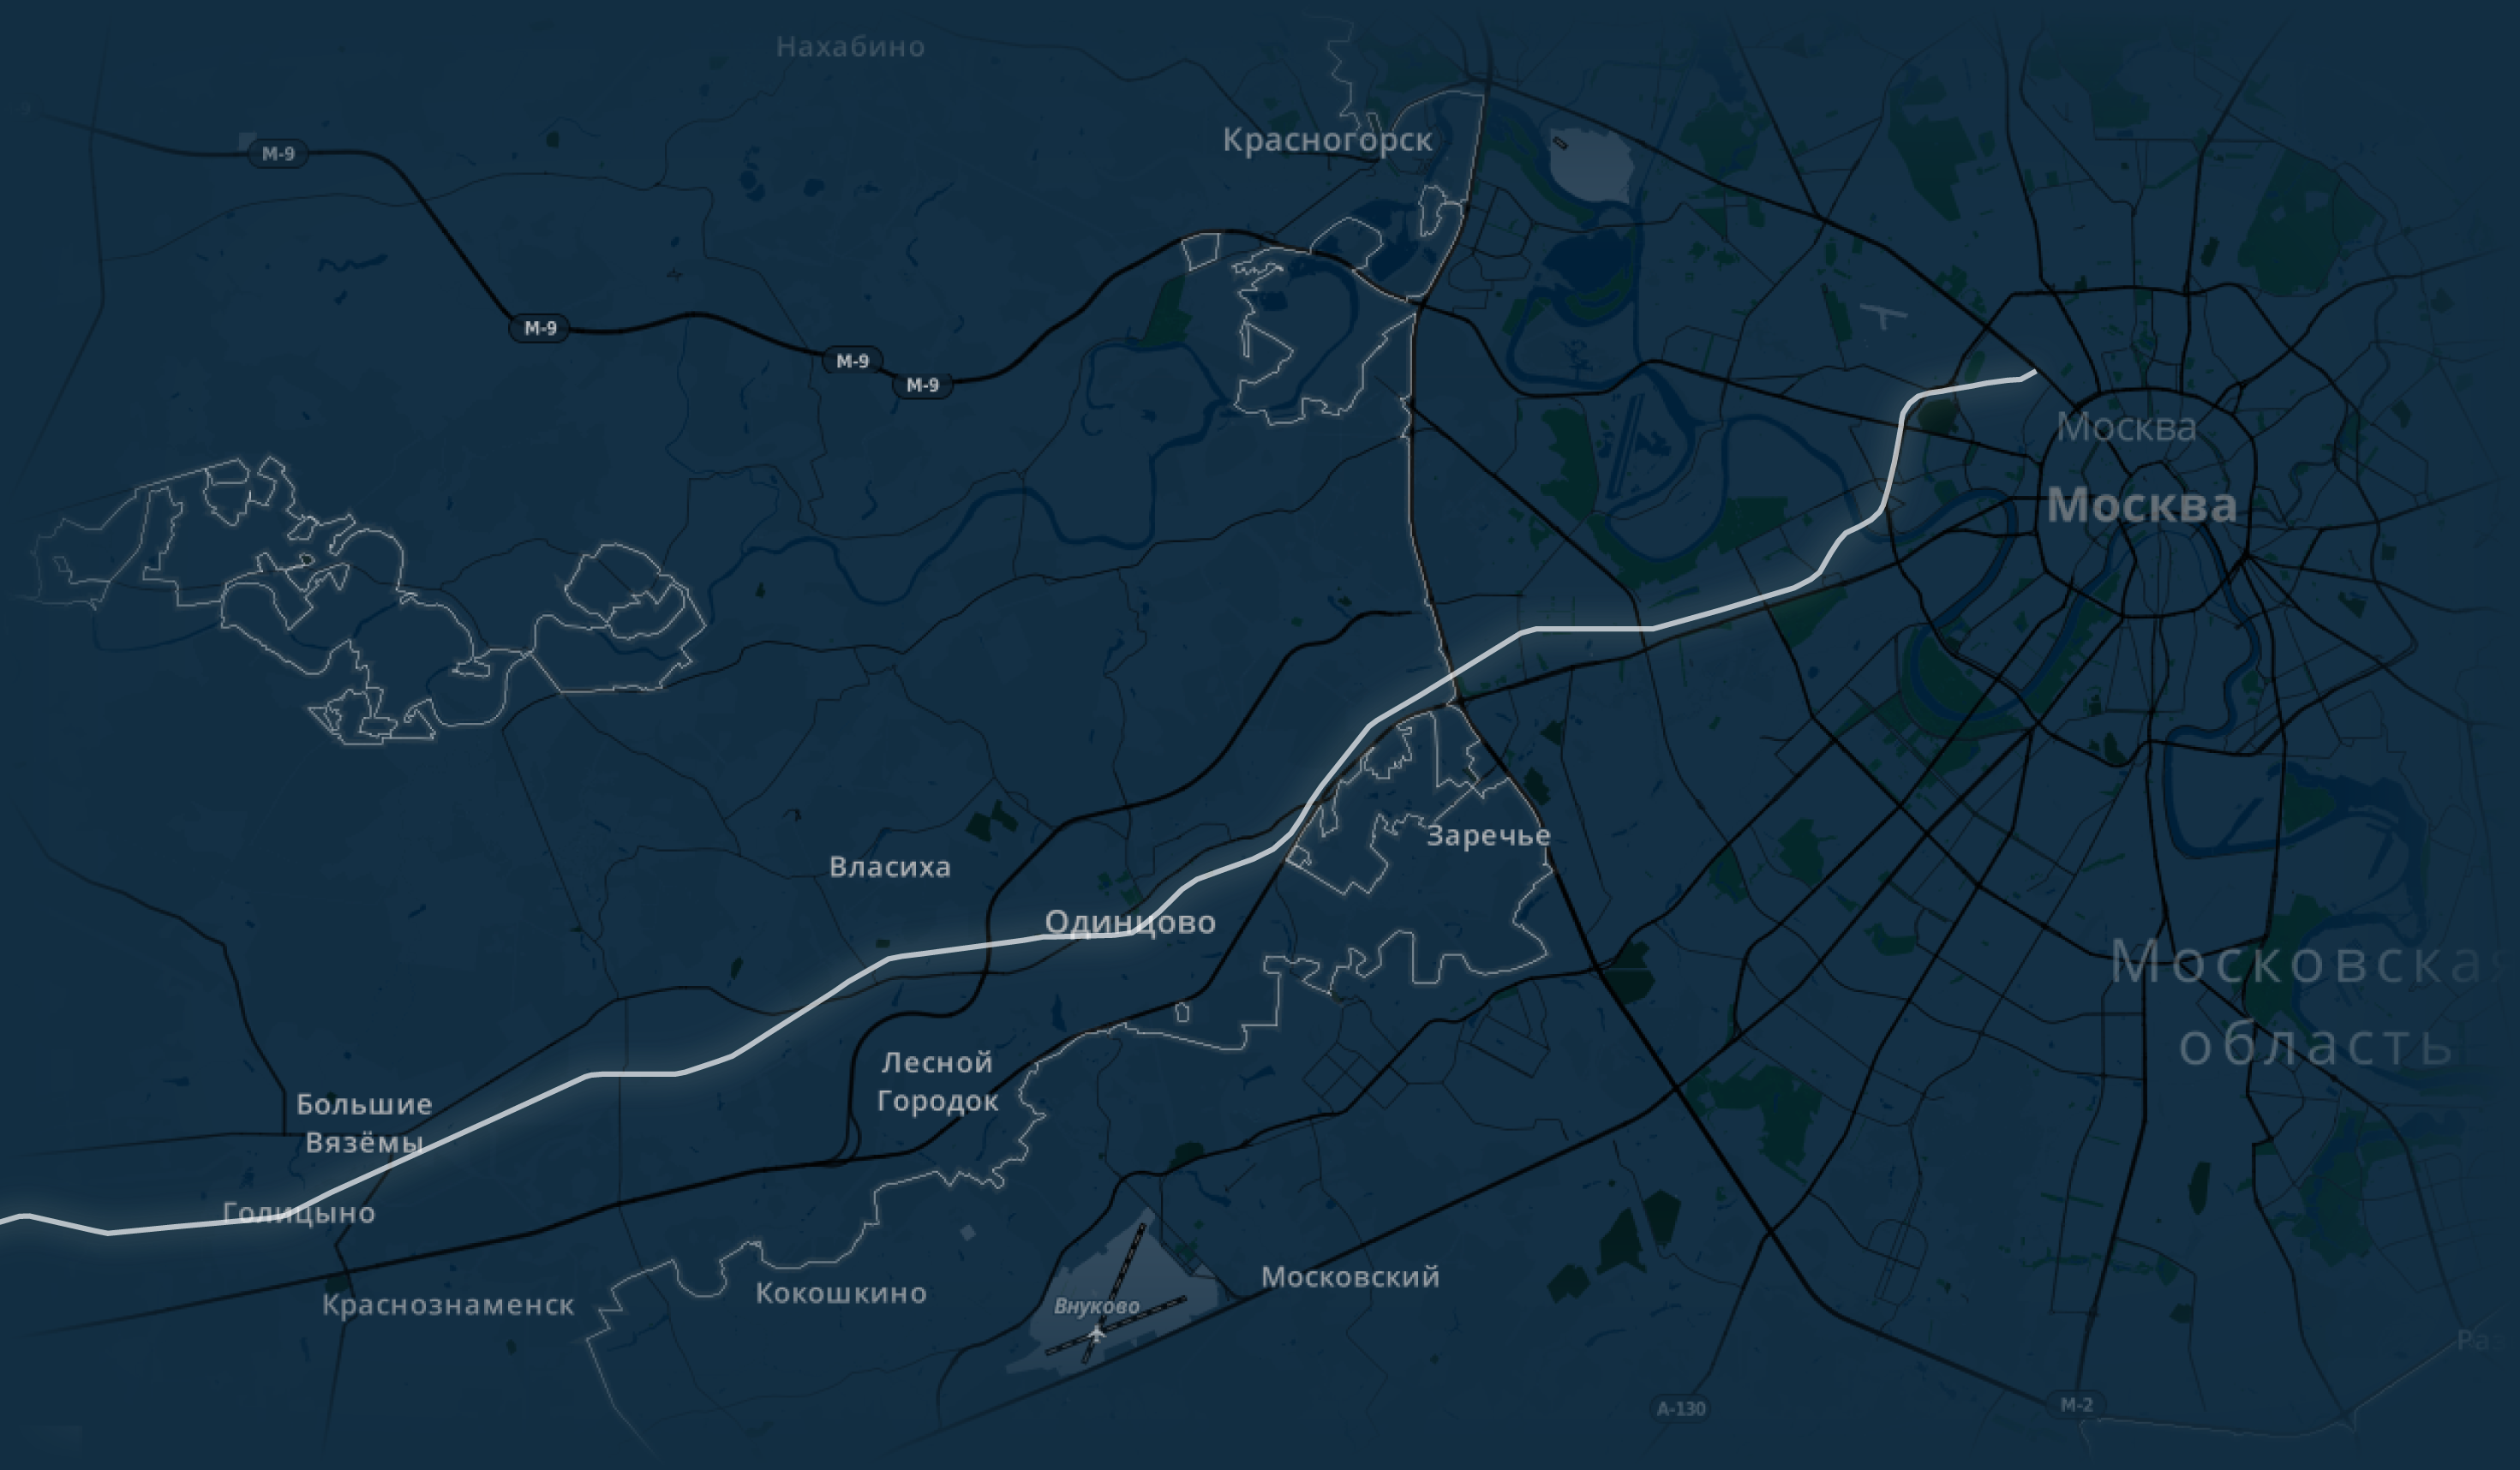 Нахабино
Красногорск
М-9
М-9
М-9
М-9
Москва
Москва
Власиха
Заречье
Одинцово
Московская
область
Лесной
Городок
Большие
Вязёмы
Голицыно
Краснознаменск
Кокошкино
Внуково
Московский
А-130
М-2